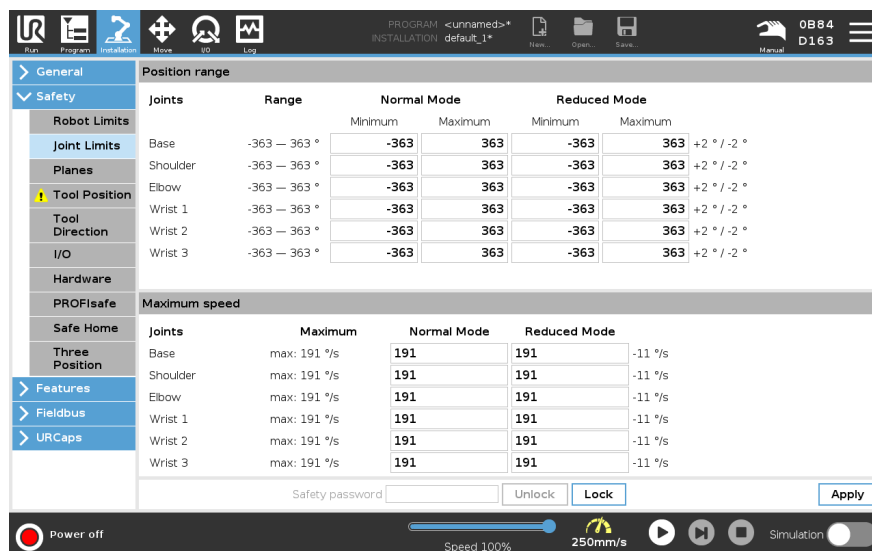 PROGRAM <unnamed>*
INSTALLATION default_1*
UR
Run Program Installation Move I/O Log New... Open... Save... Manual
0B84
D163
General
Safety
Robot Limits
Joint Limits
Planes
Tool Position
Tool
Direction
I/O
Hardware
PROFIsafe
Safe Home
Three
Position
Features
Fieldbus
URCaps
Position range
Joints Range Normal Mode Reduced Mode
Minimum Maximum Minimum Maximum
Base -363 — 363 ° -363 363 -363 363 +2 ° / -2 °
Shoulder -363 — 363 ° -363 363 -363 363 +2 ° / -2 °
Elbow -363 — 363 ° -363 363 -363 363 +2 ° / -2 °
Wrist 1 -363 — 363 ° -363 363 -363 363 +2 ° / -2 °
Wrist 2 -363 — 363 ° -363 363 -363 363 +2 ° / -2 °
Wrist 3 -363 — 363 ° -363 363 -363 363 +2 ° / -2 °
Maximum speed
Joints Maximum Normal Mode Reduced Mode
Base max: 191 °/s 191 191 -11 °/s
Shoulder max: 191 °/s 191 191 -11 °/s
Elbow max: 191 °/s 191 191 -11 °/s
Wrist 1 max: 191 °/s 191 191 -11 °/s
Wrist 2 max: 191 °/s 191 191 -11 °/s
Wrist 3 max: 191 °/s 191 191 -11 °/s
Safety password Unlock Lock Apply
Power off
Speed 100%
250mm/s
Simulation